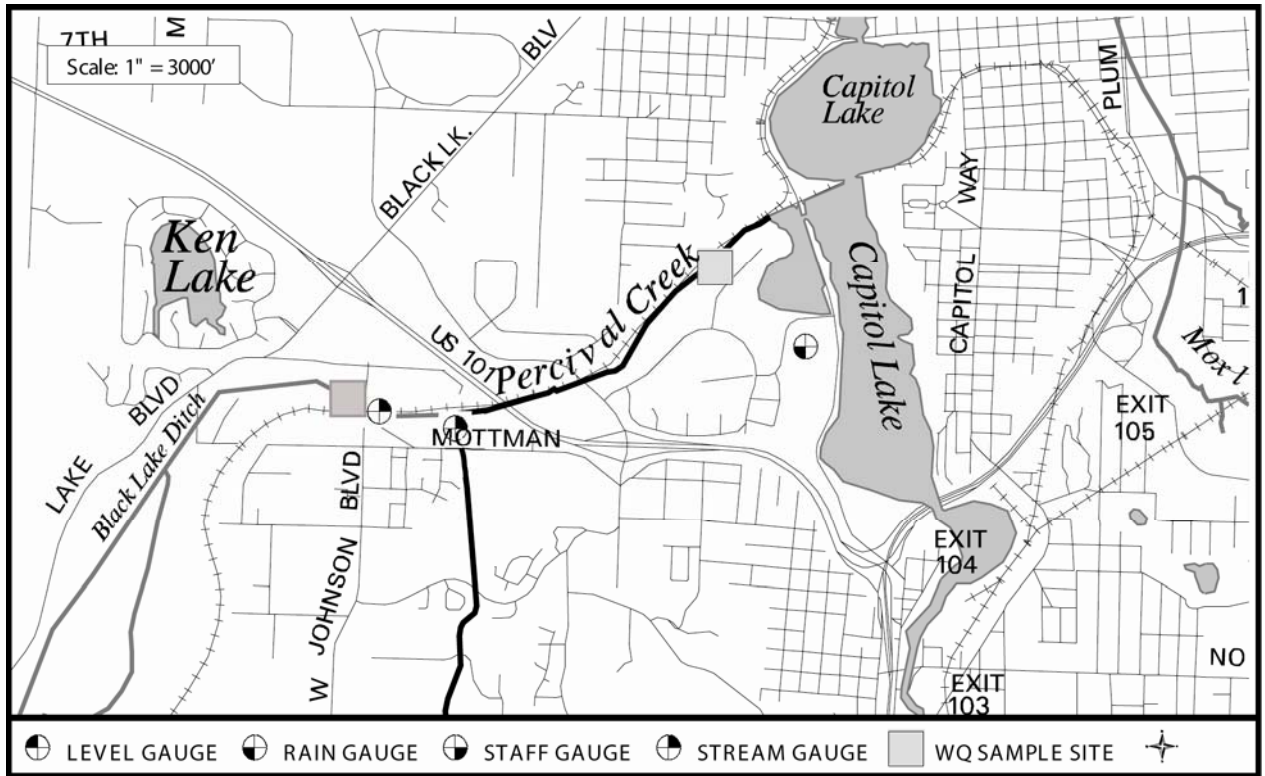 7TH
M
Scale: 1" = 3000'
BLV
BLACK LK.
PLUM
Capitol
Lake
WAY
CAPITOL
Ken
Lake
Percival Creek
US 101
Capitol Lake
1
Moxl
EXIT
105
BLVD
LAKE
Black Lake Ditch
MOTTMAN
BLVD
JOHNSON
W
EXIT
104
EXIT
103
NO
LEVEL GAUGE RAIN GAUGE STAFF GAUGE STREAM GAUGE WQ SAMPLE SITE